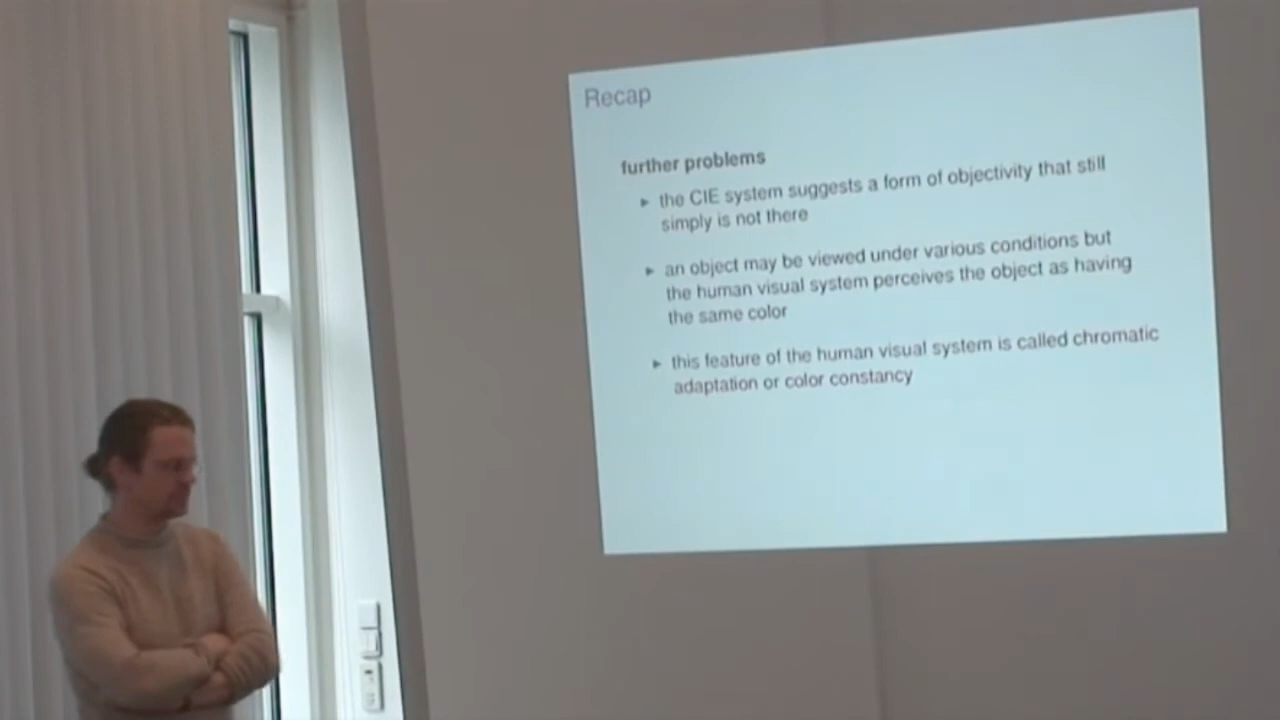 Recap
further problems
► the CIE system suggests a form of objectivity that still
simply is not there
► an object may be viewed under various conditions but
the human visual system perceives the object as having
the same color
► this feature of the human visual system is called chromatic
adaptation or color constancy